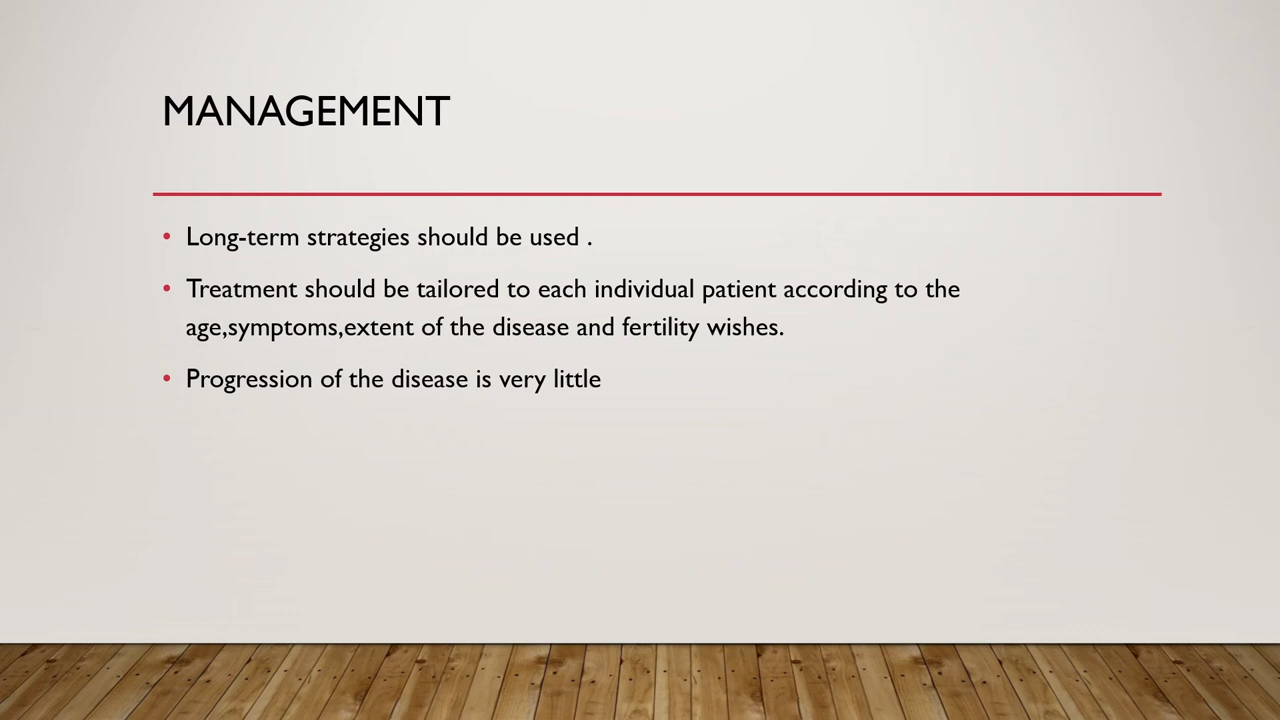 MANAGEMENT
• Long-term strategies should be used .
• Treatment should be tailored to each individual patient according to the
age,symptoms,extent of the disease and fertility wishes.
• Progression of the disease is very little